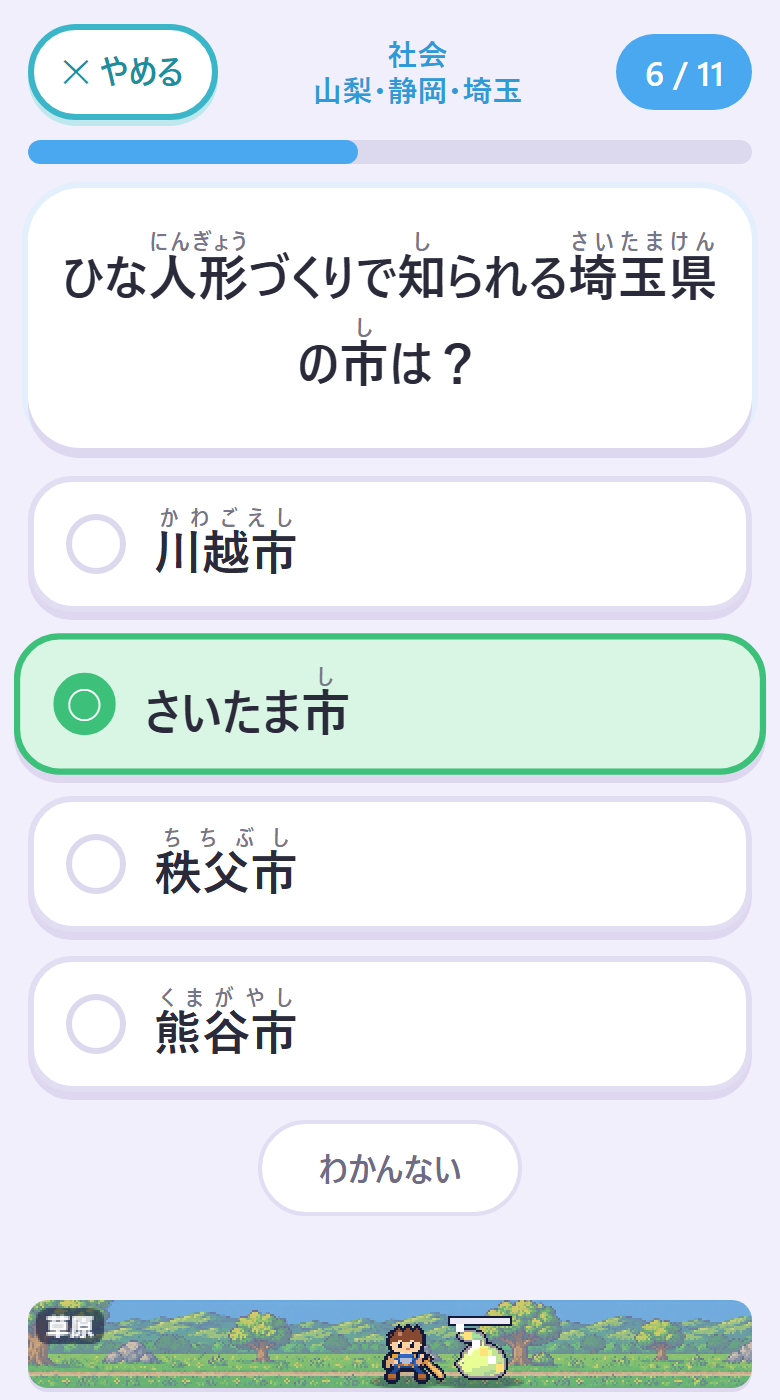 × やめる
社会
山梨・静岡・埼玉
6 / 11
にんぎょう し さいたまけん
ひな人形づくりで知られる埼玉県
し
の市は？
かわごえし
川越市
し
さいたま市
ちちぶし
秩父市
くまがやし
熊谷市
わかんない
草原